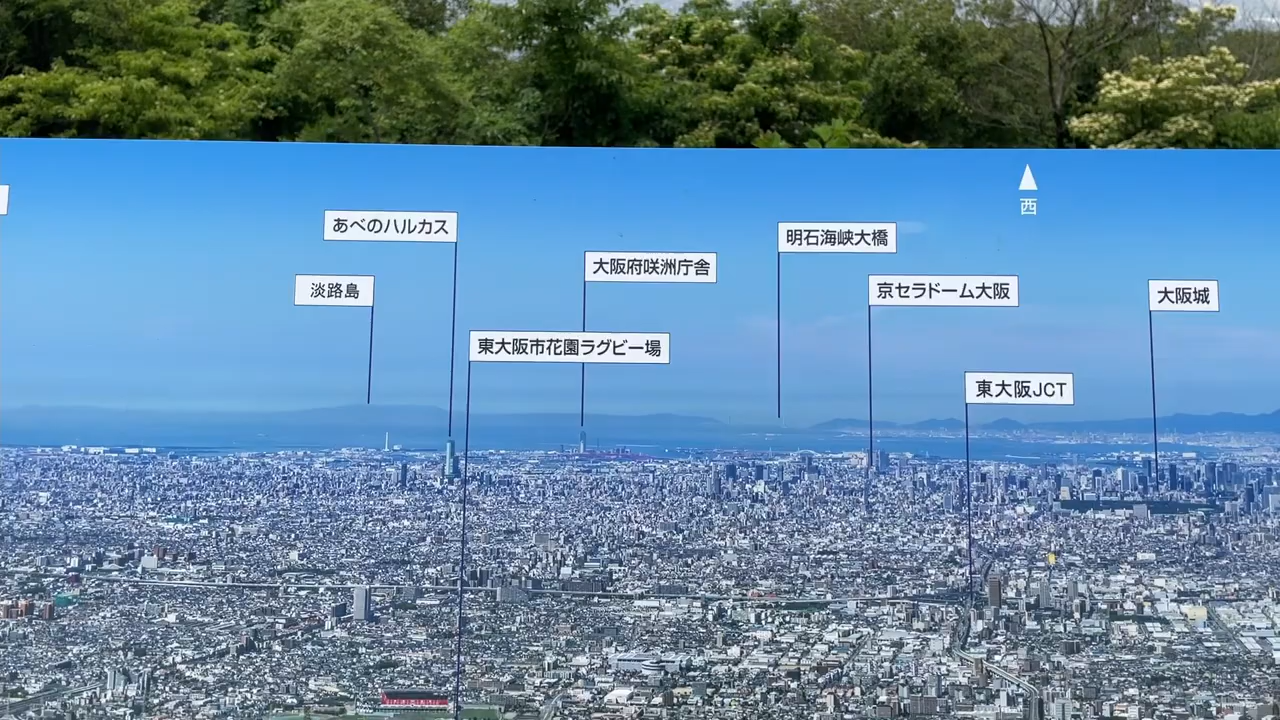 西
あべのハルカス
明石海峡大橋
大阪府咲洲庁舎
淡路島
京セラドーム大阪
大阪城
東大阪市花園ラグビー場
東大阪JCT